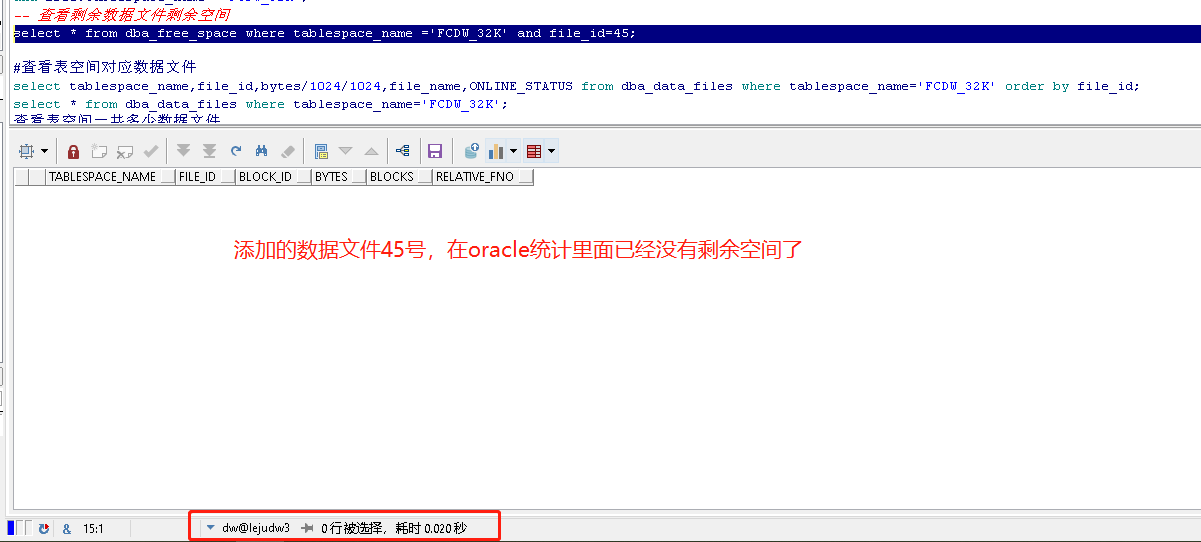 -- 查看剩余数据文件剩余空间
select * from dba_free_space where tablespace_name ='FCDW_32K' and file_id=45;
#查看表空间对应数据文件
select tablespace_name,file_id,bytes/1024/1024,file_name,ONLINE_STATUS from dba_data_files where tablespace_name='FCDW_32K' order by file_id;
select * from dba_data_files where tablespace_name='FCDW_32K';
查看表空间一共多少数据文件
TABLESPACE_NAME FILE_ID BLOCK_ID BYTES BLOCKS RELATIVE_FNO
添加的数据文件45号，在oracle统计里面已经没有剩余空间了
& 15:1 dw@lejudw3 0 行被选择，耗时 0.020 秒